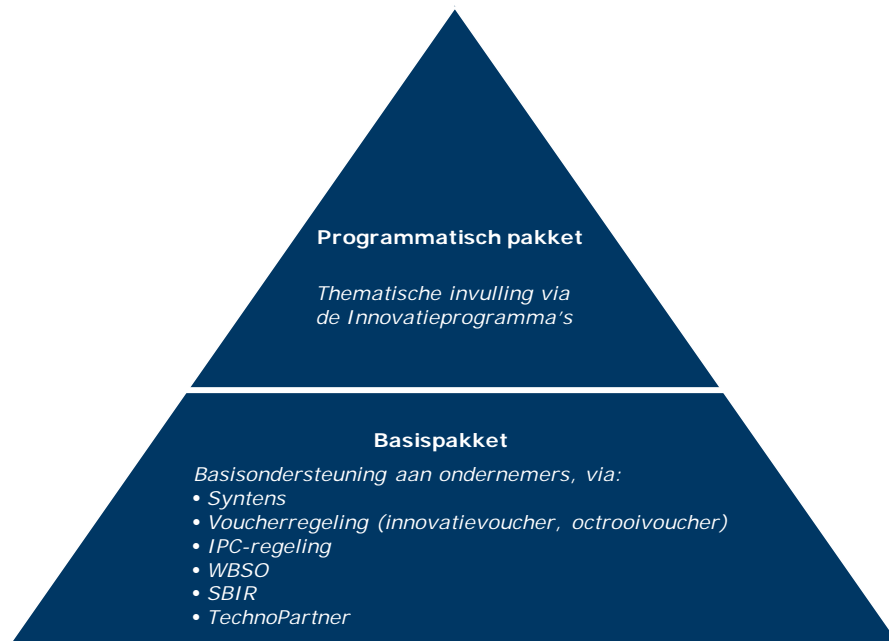 Programmatisch pakket
Thematische invulling via
de Innovatieprogramma's
Basispakket
Basisondersteuning aan ondernemers, via:
• Syntens
• Voucherregeling (innovatievoucher, octrooivoucher)
• IPC-regeling
• WBSO
• SBIR
• TechnoPartner